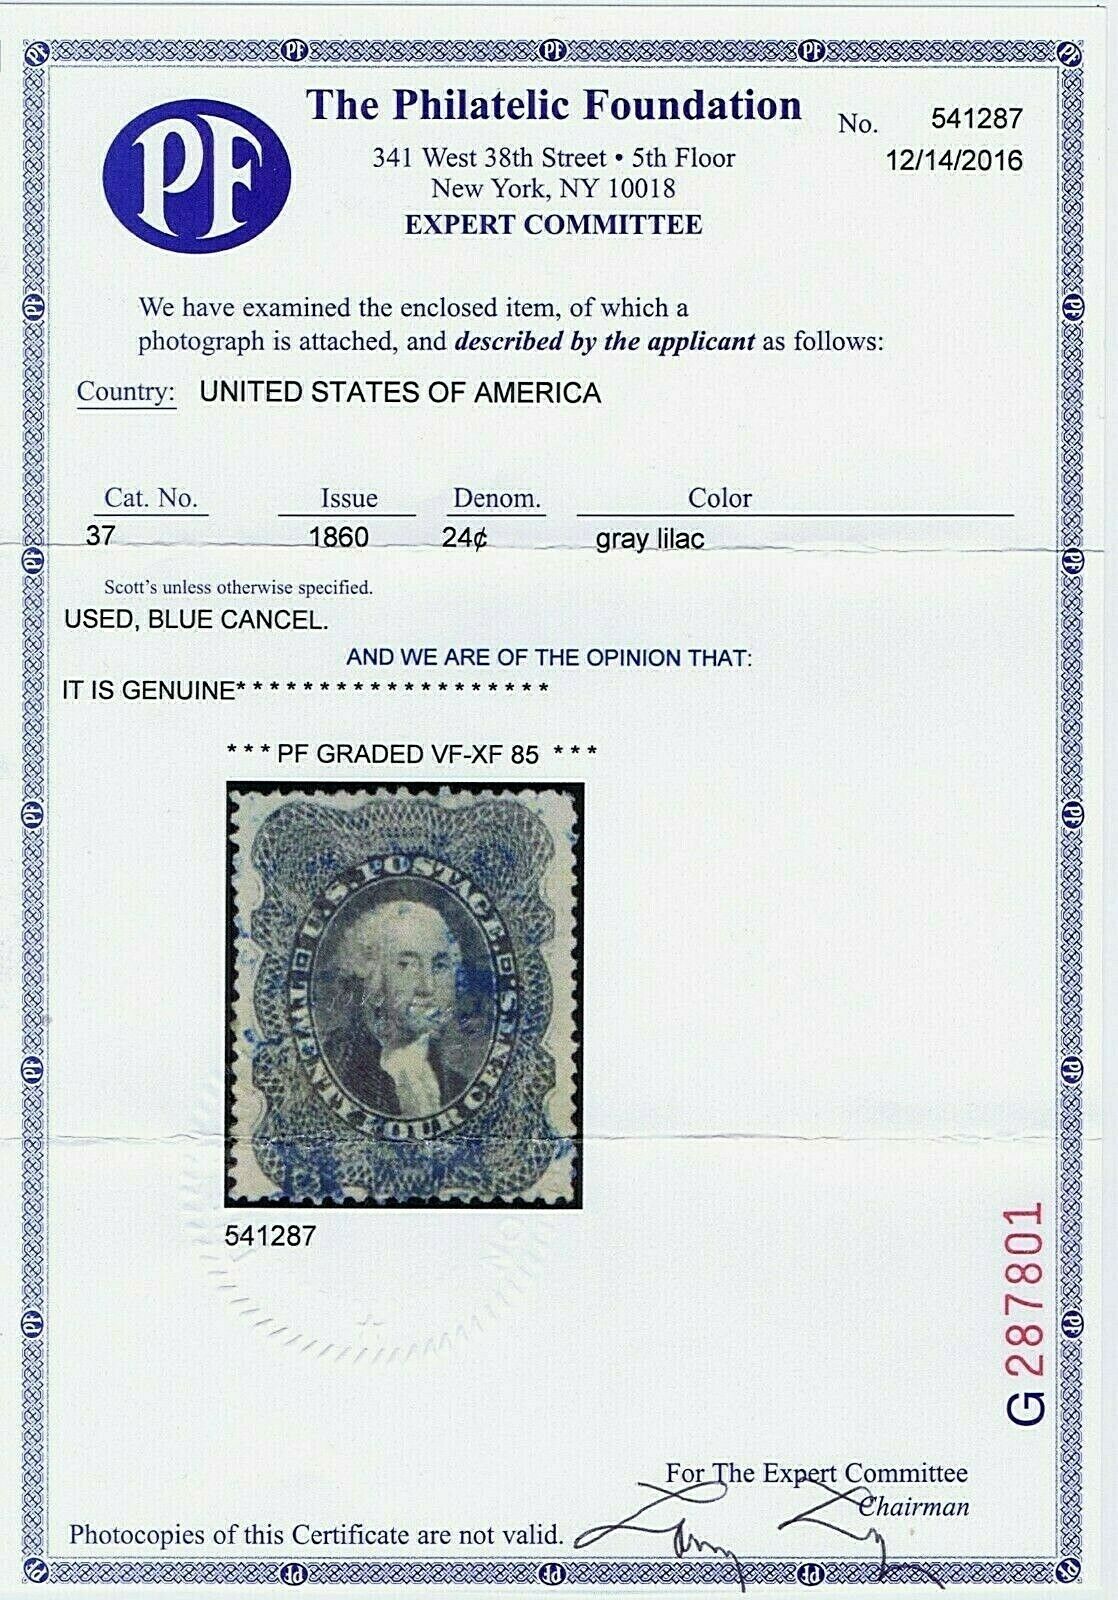 PF
The Philatelic Foundation
341 West 38th Street • 5th Floor
New York, NY 10018
EXPERT COMMITTEE
No. 541287
12/14/2016
We have examined the enclosed item, of which a
photograph is attached, and described by the applicant as follows:
Country: UNITED STATES OF AMERICA
Cat. No. Issue Denom. Color
37 1860 24¢ gray lilac
Scott's unless otherwise specified.
USED, BLUE CANCEL.
AND WE ARE OF THE OPINION THAT:
IT IS GENUINE* * * * * * * * * * * * * * * * * * * *
* * * PF GRADED VF-XF 85 * * *
U.S. POSTAGE.
TWENTY FOUR CENTS
541287
G 287801
For The Expert Committee
Chairman
Photocopies of this Certificate are not valid.